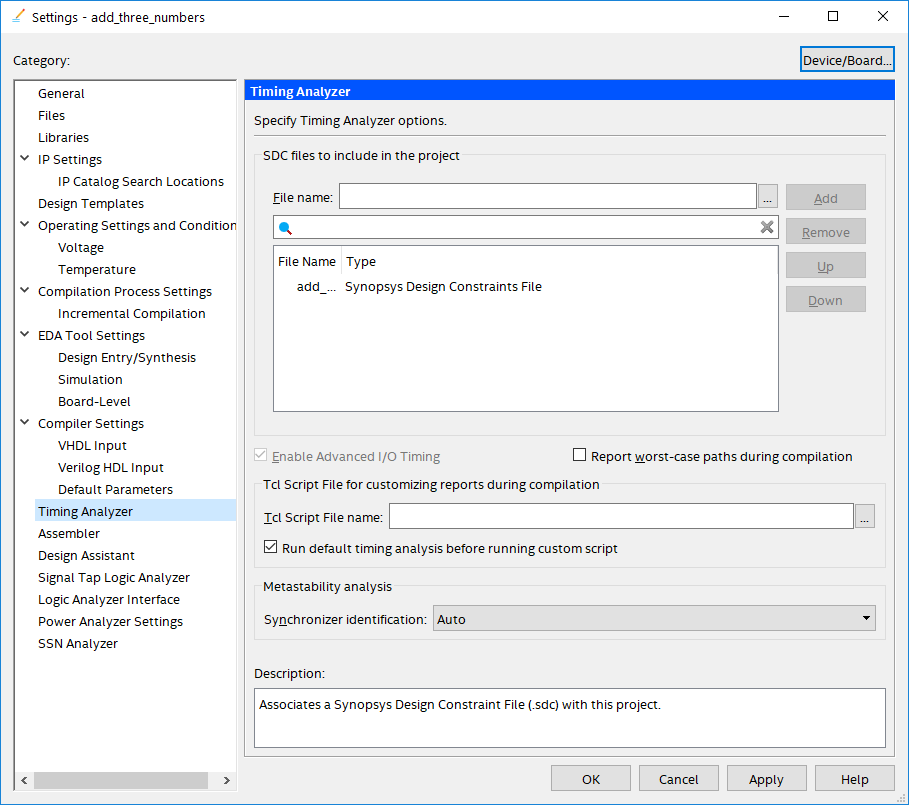 Settings - add_three_numbers
Category:
Device/Board...
General
Files
Libraries
IP Settings
IP Catalog Search Locations
Design Templates
Operating Settings and Condition
Voltage
Temperature
Compilation Process Settings
Incremental Compilation
EDA Tool Settings
Design Entry/Synthesis
Simulation
Board-Level
Compiler Settings
VHDL Input
Verilog HDL Input
Default Parameters
Timing Analyzer
Assembler
Design Assistant
Signal Tap Logic Analyzer
Logic Analyzer Interface
Power Analyzer Settings
SSN Analyzer
Timing Analyzer
Specify Timing Analyzer options.
SDC files to include in the project
File name:
...
Add
Remove
Up
Down
File Name Type
add_... Synopsys Design Constraints File
Enable Advanced I/O Timing
Report worst-case paths during compilation
Tcl Script File for customizing reports during compilation
Tcl Script File name:
...
Run default timing analysis before running custom script
Metastability analysis
Synchronizer identification: Auto
Description:
Associates a Synopsys Design Constraint File (.sdc) with this project.
OK
Cancel
Apply
Help